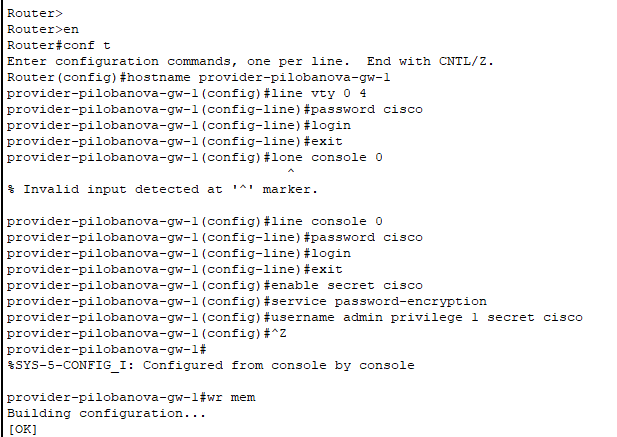 Router>
Router>en
Router#conf t
Enter configuration commands, one per line.  End with CNTL/Z.
Router(config)#hostname provider-pilobanova-gw-1
provider-pilobanova-gw-1(config)#line vty 0 4
provider-pilobanova-gw-1(config-line)#password cisco
provider-pilobanova-gw-1(config-line)#login
provider-pilobanova-gw-1(config-line)#exit
provider-pilobanova-gw-1(config)#lone console 0
                                   ^
% Invalid input detected at '^' marker.

provider-pilobanova-gw-1(config)#line console 0
provider-pilobanova-gw-1(config-line)#password cisco
provider-pilobanova-gw-1(config-line)#login
provider-pilobanova-gw-1(config-line)#exit
provider-pilobanova-gw-1(config)#enable secret cisco
provider-pilobanova-gw-1(config)#service password-encryption
provider-pilobanova-gw-1(config)#username admin privilege 1 secret cisco
provider-pilobanova-gw-1(config)#^Z
provider-pilobanova-gw-1#
%SYS-5-CONFIG_I: Configured from console by console

provider-pilobanova-gw-1#wr mem
Building configuration...
[OK]